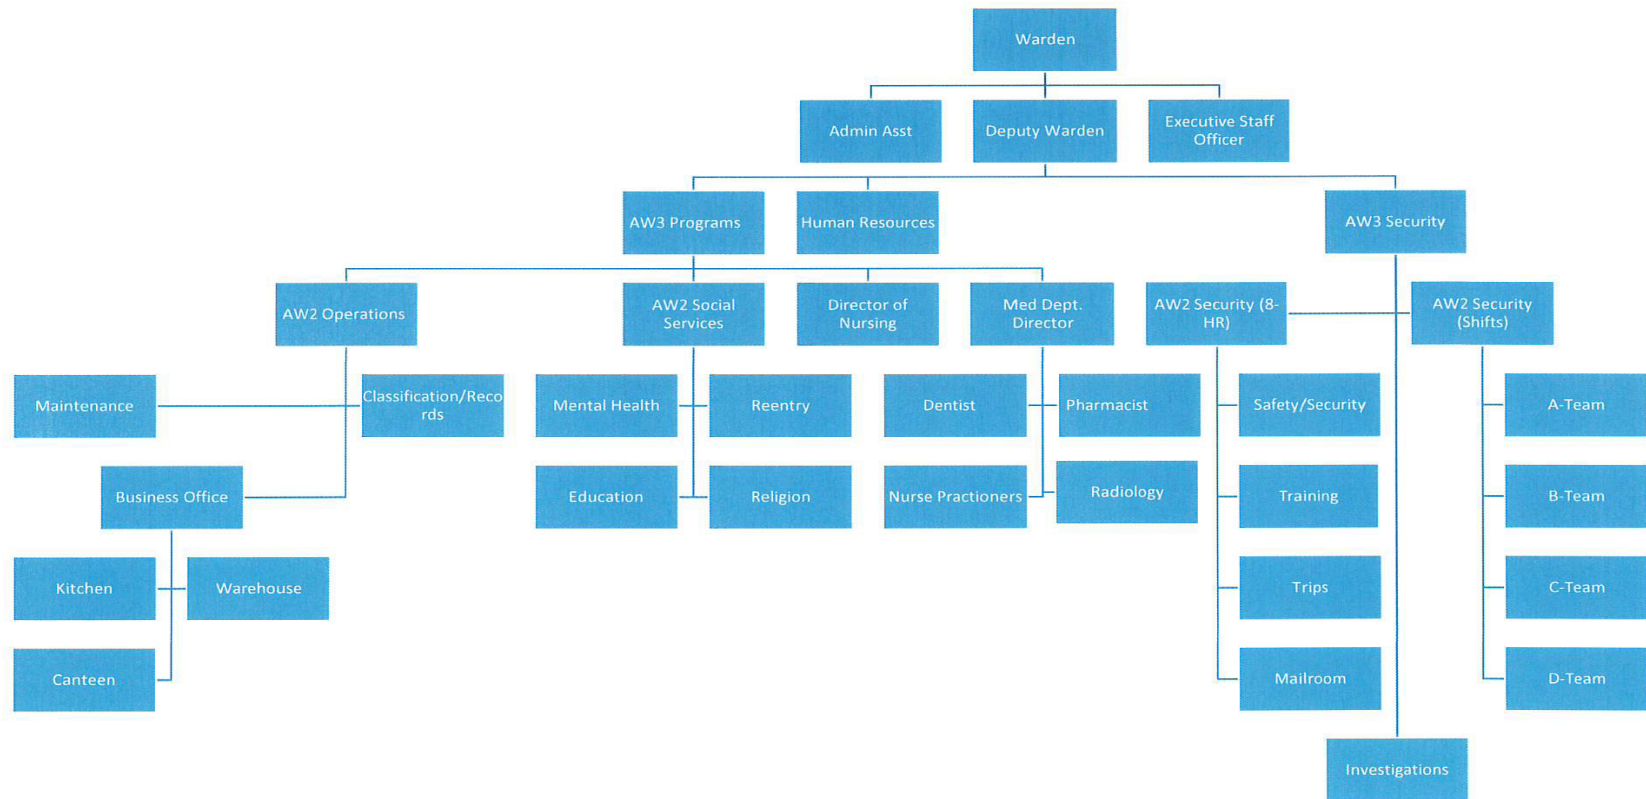 Warden
Admin Asst
Deputy Warden
Executive Staff
Officer
AW3 Programs
Human Resources
AW3 Security
AW2 Operations
AW2 Social
Services
Director of
Nursing
Med Dept.
Director
AW2 Security (8-
HR)
AW2 Security
(Shifts)
Maintenance
Classification/Reco
rds
Mental Health
Reentry
Dentist
Pharmacist
Safety/Security
A-Team
Business Office
Education
Religion
Nurse Practioners
Radiology
Training
B-Team
Kitchen
Warehouse
Trips
C-Team
Canteen
Mailroom
D-Team
Investigations